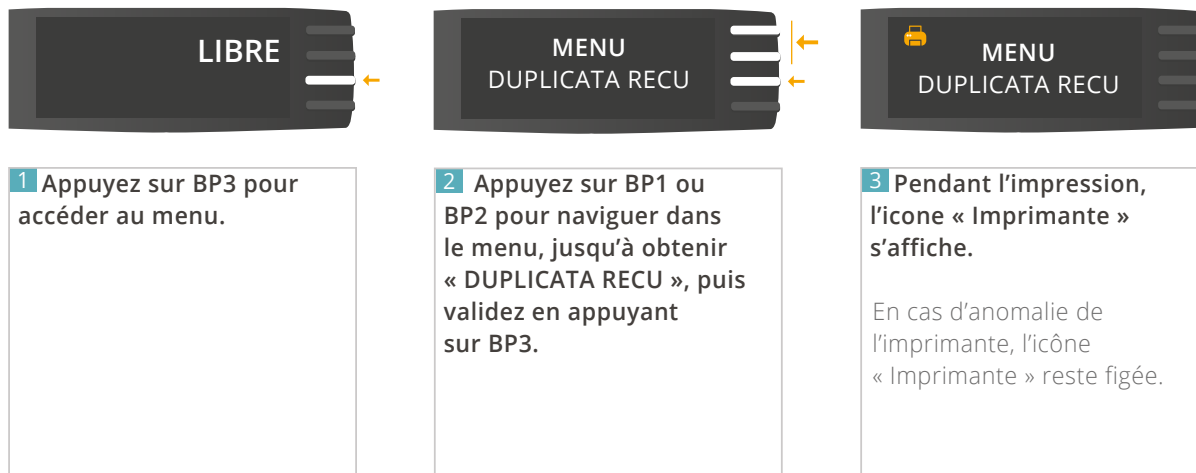 LIBRE
MENU
DUPLICATA RECU
MENU
DUPLICATA RECU
1 Appuyez sur BP3 pour
accéder au menu.
2 Appuyez sur BP1 ou
BP2 pour naviguer dans
le menu, jusqu’à obtenir
« DUPLICATA RECU », puis
validez en appuyant
sur BP3.
3 Pendant l’impression,
l’icone « Imprimante »
s’affiche.
En cas d’anomalie de
l’imprimante, l’icône
« Imprimante » reste figée.